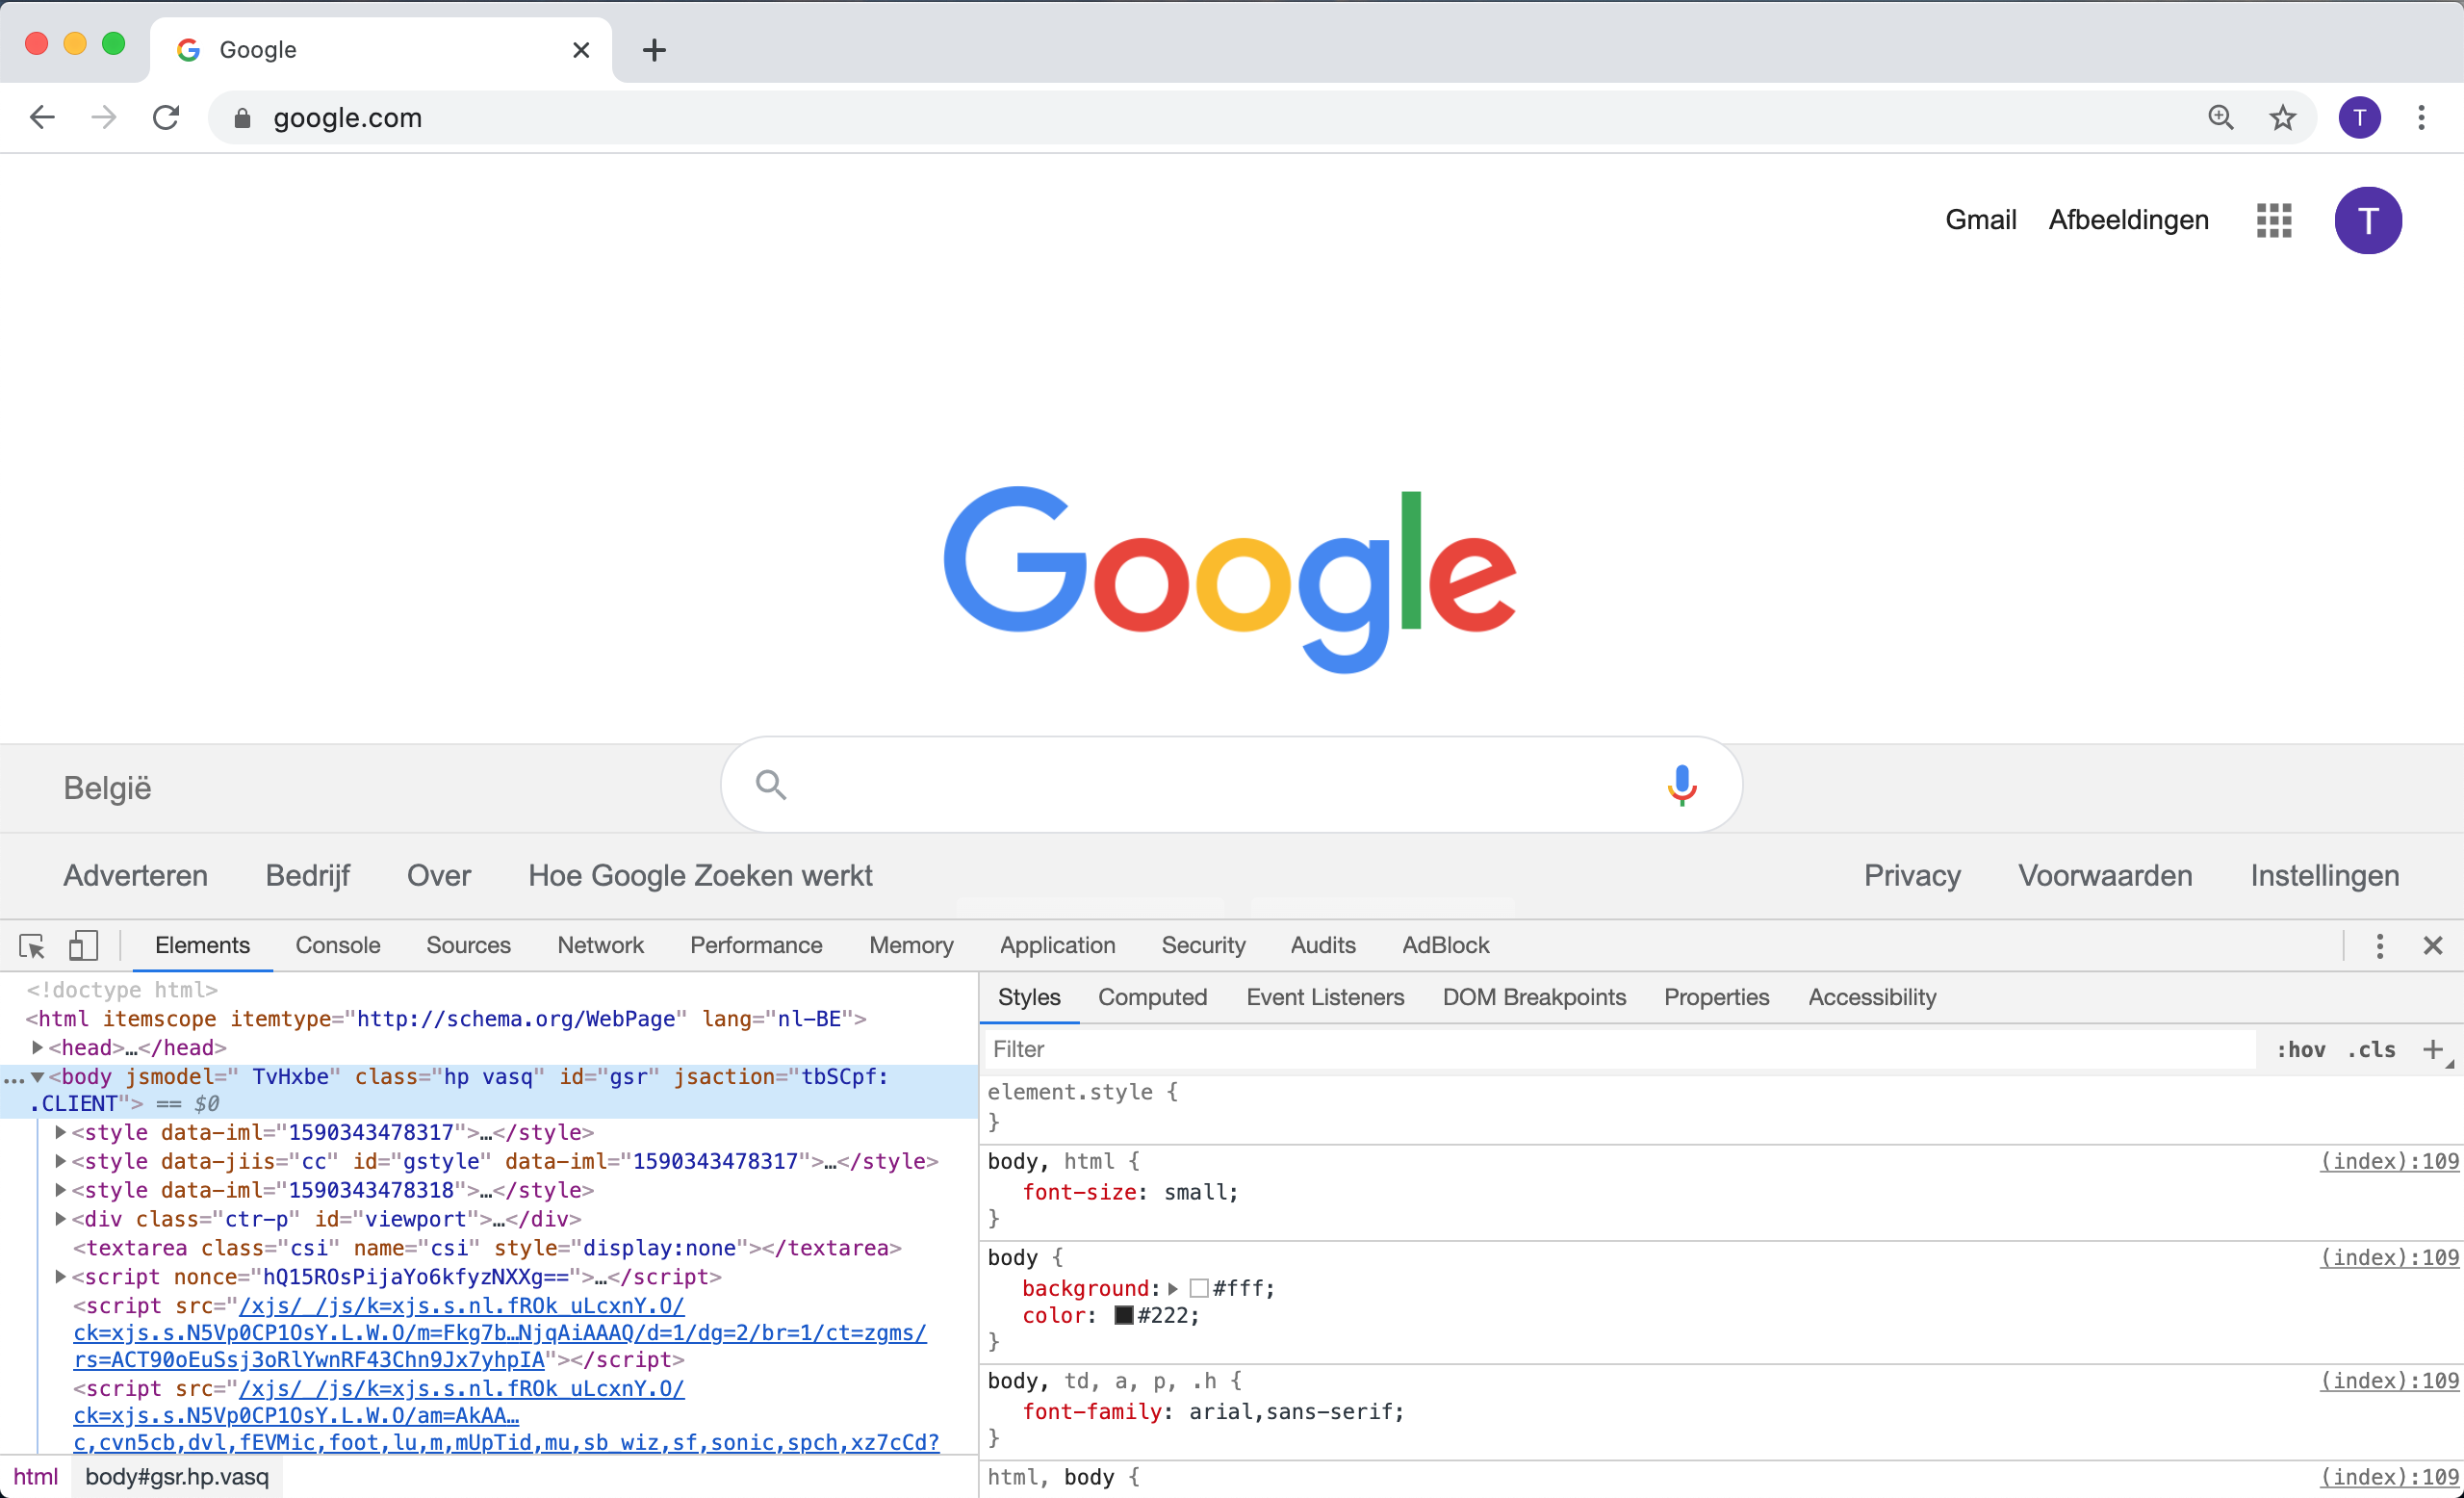 Google
google.com
T
Gmail Afbeeldingen T
Google
België
Adverteren Bedrijf Over Hoe Google Zoeken werkt Privacy Voorwaarden Instellingen
Elements Console Sources Network Performance Memory Application Security Audits AdBlock
<!doctype html>
<html itemscope itemtype="http://schema.org/WebPage" lang="nl-BE">
<head>…</head>
…<body jsmodel=" TvHxbe" class="hp vasq" id="gsr" jsaction="tbSCpf:
.CLIENT"> == $0
<style data-iml="1590343478317">…</style>
<style data-jiis="cc" id="gstyle" data-iml="1590343478317">…</style>
<style data-iml="1590343478318">…</style>
<div class="ctr-p" id="viewport">…</div>
<textarea class="csi" name="csi" style="display:none"></textarea>
<script nonce="hQ15ROsPijaYo6kfyzNXXg==">…</script>
<script src="/xjs/_/js/k=xjs.s.nl.fROk_uLcxnY.O/
ck=xjs.s.N5Vp0CP1OsY.L.W.O/m=Fkg7b…NjqAiAAAQ/d=1/dg=2/br=1/ct=zgms/
rs=ACT90oEuSsj3oRlYwnRF43Chn9Jx7yhpIA"></script>
<script src="/xjs/_/js/k=xjs.s.nl.fROk_uLcxnY.O/
ck=xjs.s.N5Vp0CP1OsY.L.W.O/am=AkAA…
c,cvn5cb,dvl,fEVMic,foot,lu,m,mUpTid,mu,sb_wiz,sf,sonic,spch,xz7cCd?
html body#gsr.hp.vasq
Styles Computed Event Listeners DOM Breakpoints Properties Accessibility
Filter :hov .cls +
element.style {
}
body, html { (index):109
font-size: small;
}
body { (index):109
background: #fff;
color: #222;
}
body, td, a, p, .h { (index):109
font-family: arial,sans-serif;
}
html, body { (index):109